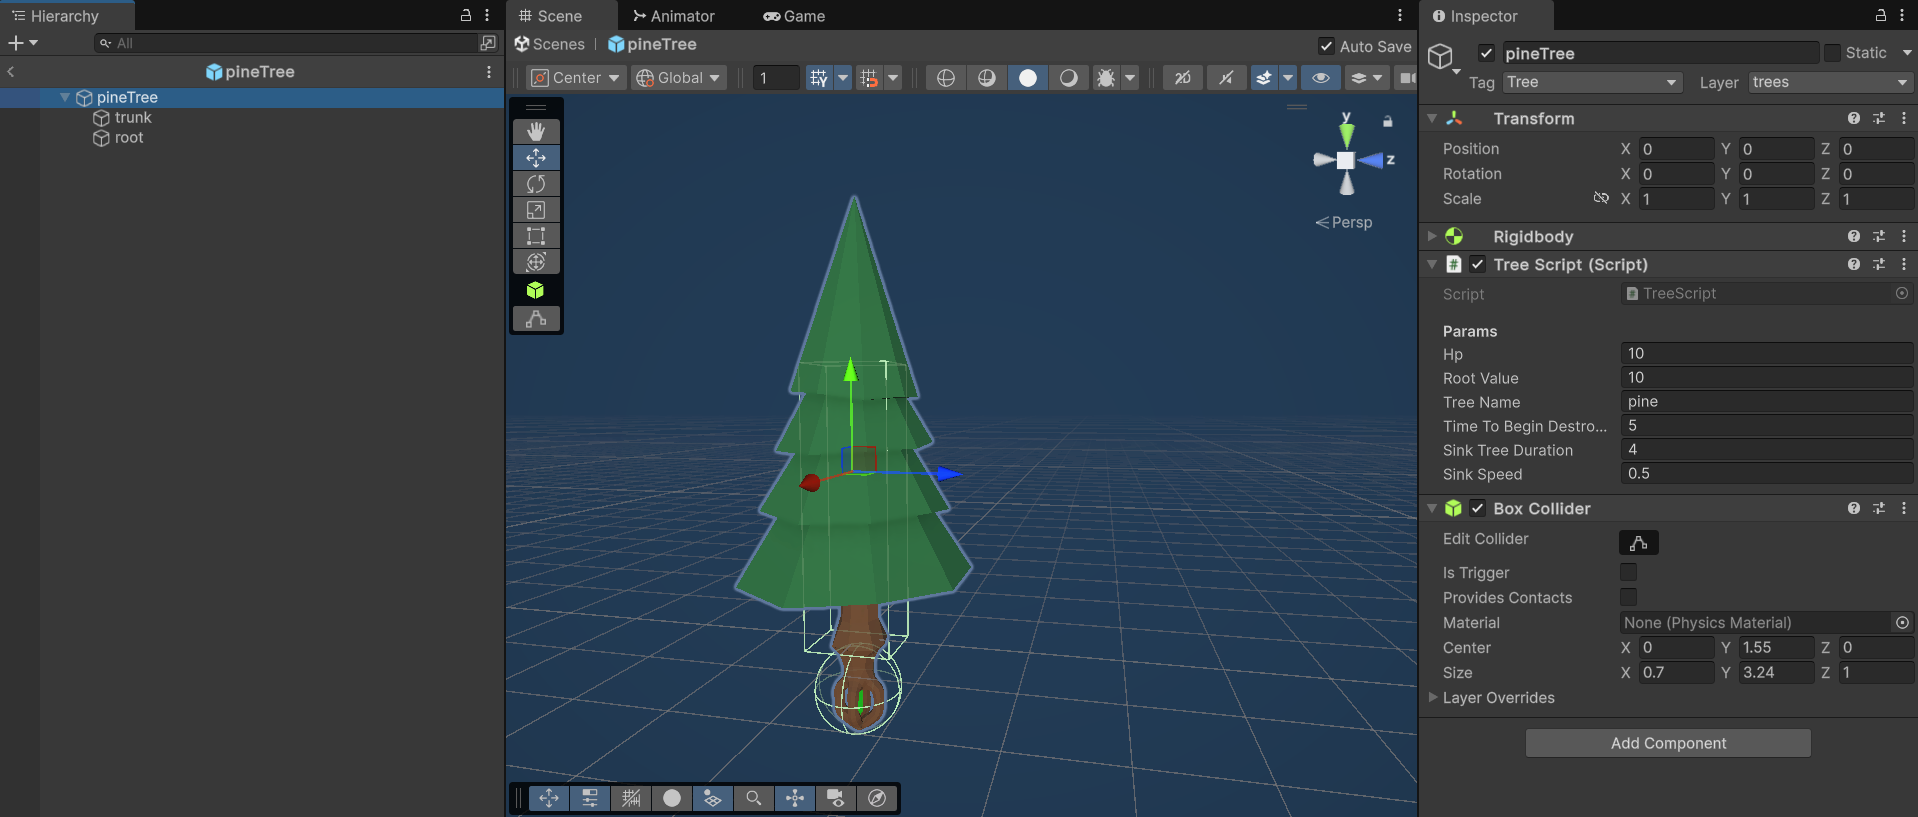 Hierarchy
All
pineTree
pineTree
trunk
root
Scene
Animator
Game
Scenes | pineTree
Auto Save
Center
Global
1
2D
y
z
Persp
Inspector
pineTree
Static
Tag Tree
Layer trees
Transform
Position X 0 Y 0 Z 0
Rotation X 0 Y 0 Z 0
Scale X 1 Y 1 Z 1
Rigidbody
# Tree Script (Script)
Script TreeScript
Params
Hp 10
Root Value 10
Tree Name pine
Time To Begin Destro... 5
Sink Tree Duration 4
Sink Speed 0.5
Box Collider
Edit Collider
Is Trigger
Provides Contacts
Material None (Physics Material)
Center X 0 Y 1.55 Z 0
Size X 0.7 Y 3.24 Z 1
Layer Overrides
Add Component